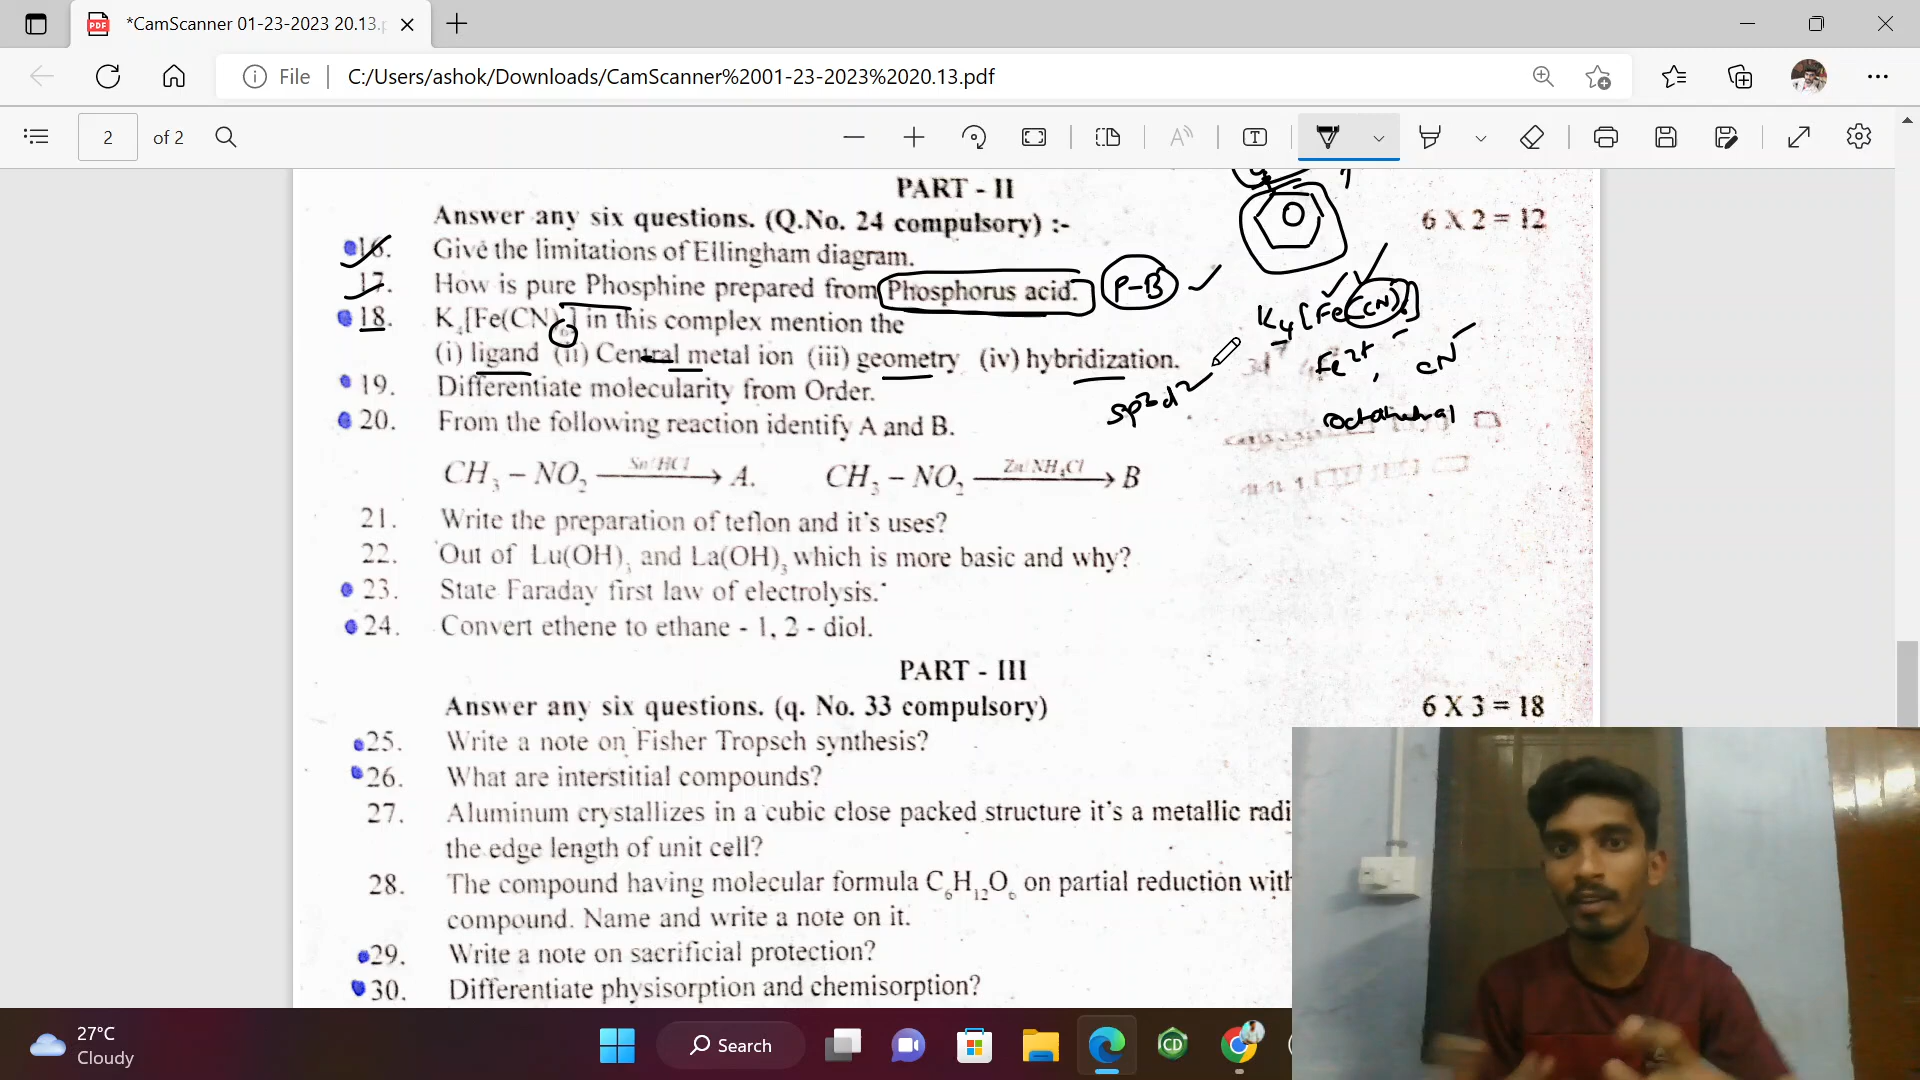 *CamScanner 01-23-2023 20.13.p
File | C:/Users/ashok/Downloads/CamScanner%2001-23-2023%2020.13.pdf
2 of 2
PART - II
Answer any six questions. (Q.No. 24 compulsory) :- 6 X 2 = 12
16. Give the limitations of Ellingham diagram.
17. How is pure Phosphine prepared from Phosphorus acid. P-B
18. K4[Fe(CN)6] in this complex mention the
K4[Fe(CN)6]
(i) ligand (ii) Central metal ion (iii) geometry (iv) hybridization.
Fe2+, CN-
19. Differentiate molecularity from Order.
sp3d2
octahedral
20. From the following reaction identify A and B.
CH3 – NO2 Sn/HCl → A. CH3 – NO2 Zn/NH4Cl → B
21. Write the preparation of teflon and it's uses?
22. Out of Lu(OH)3 and La(OH)3 which is more basic and why?
23. State Faraday first law of electrolysis.
24. Convert ethene to ethane - 1, 2 - diol.
PART - III
Answer any six questions. (q. No. 33 compulsory) 6 X 3 = 18
25. Write a note on Fisher Tropsch synthesis?
26. What are interstitial compounds?
27. Aluminum crystallizes in a cubic close packed structure it's a metallic radi
the edge length of unit cell?
28. The compound having molecular formula C6H12O6 on partial reduction with
compound. Name and write a note on it.
29. Write a note on sacrificial protection?
30. Differentiate physisorption and chemisorption?
27°C
Cloudy
Search
CD